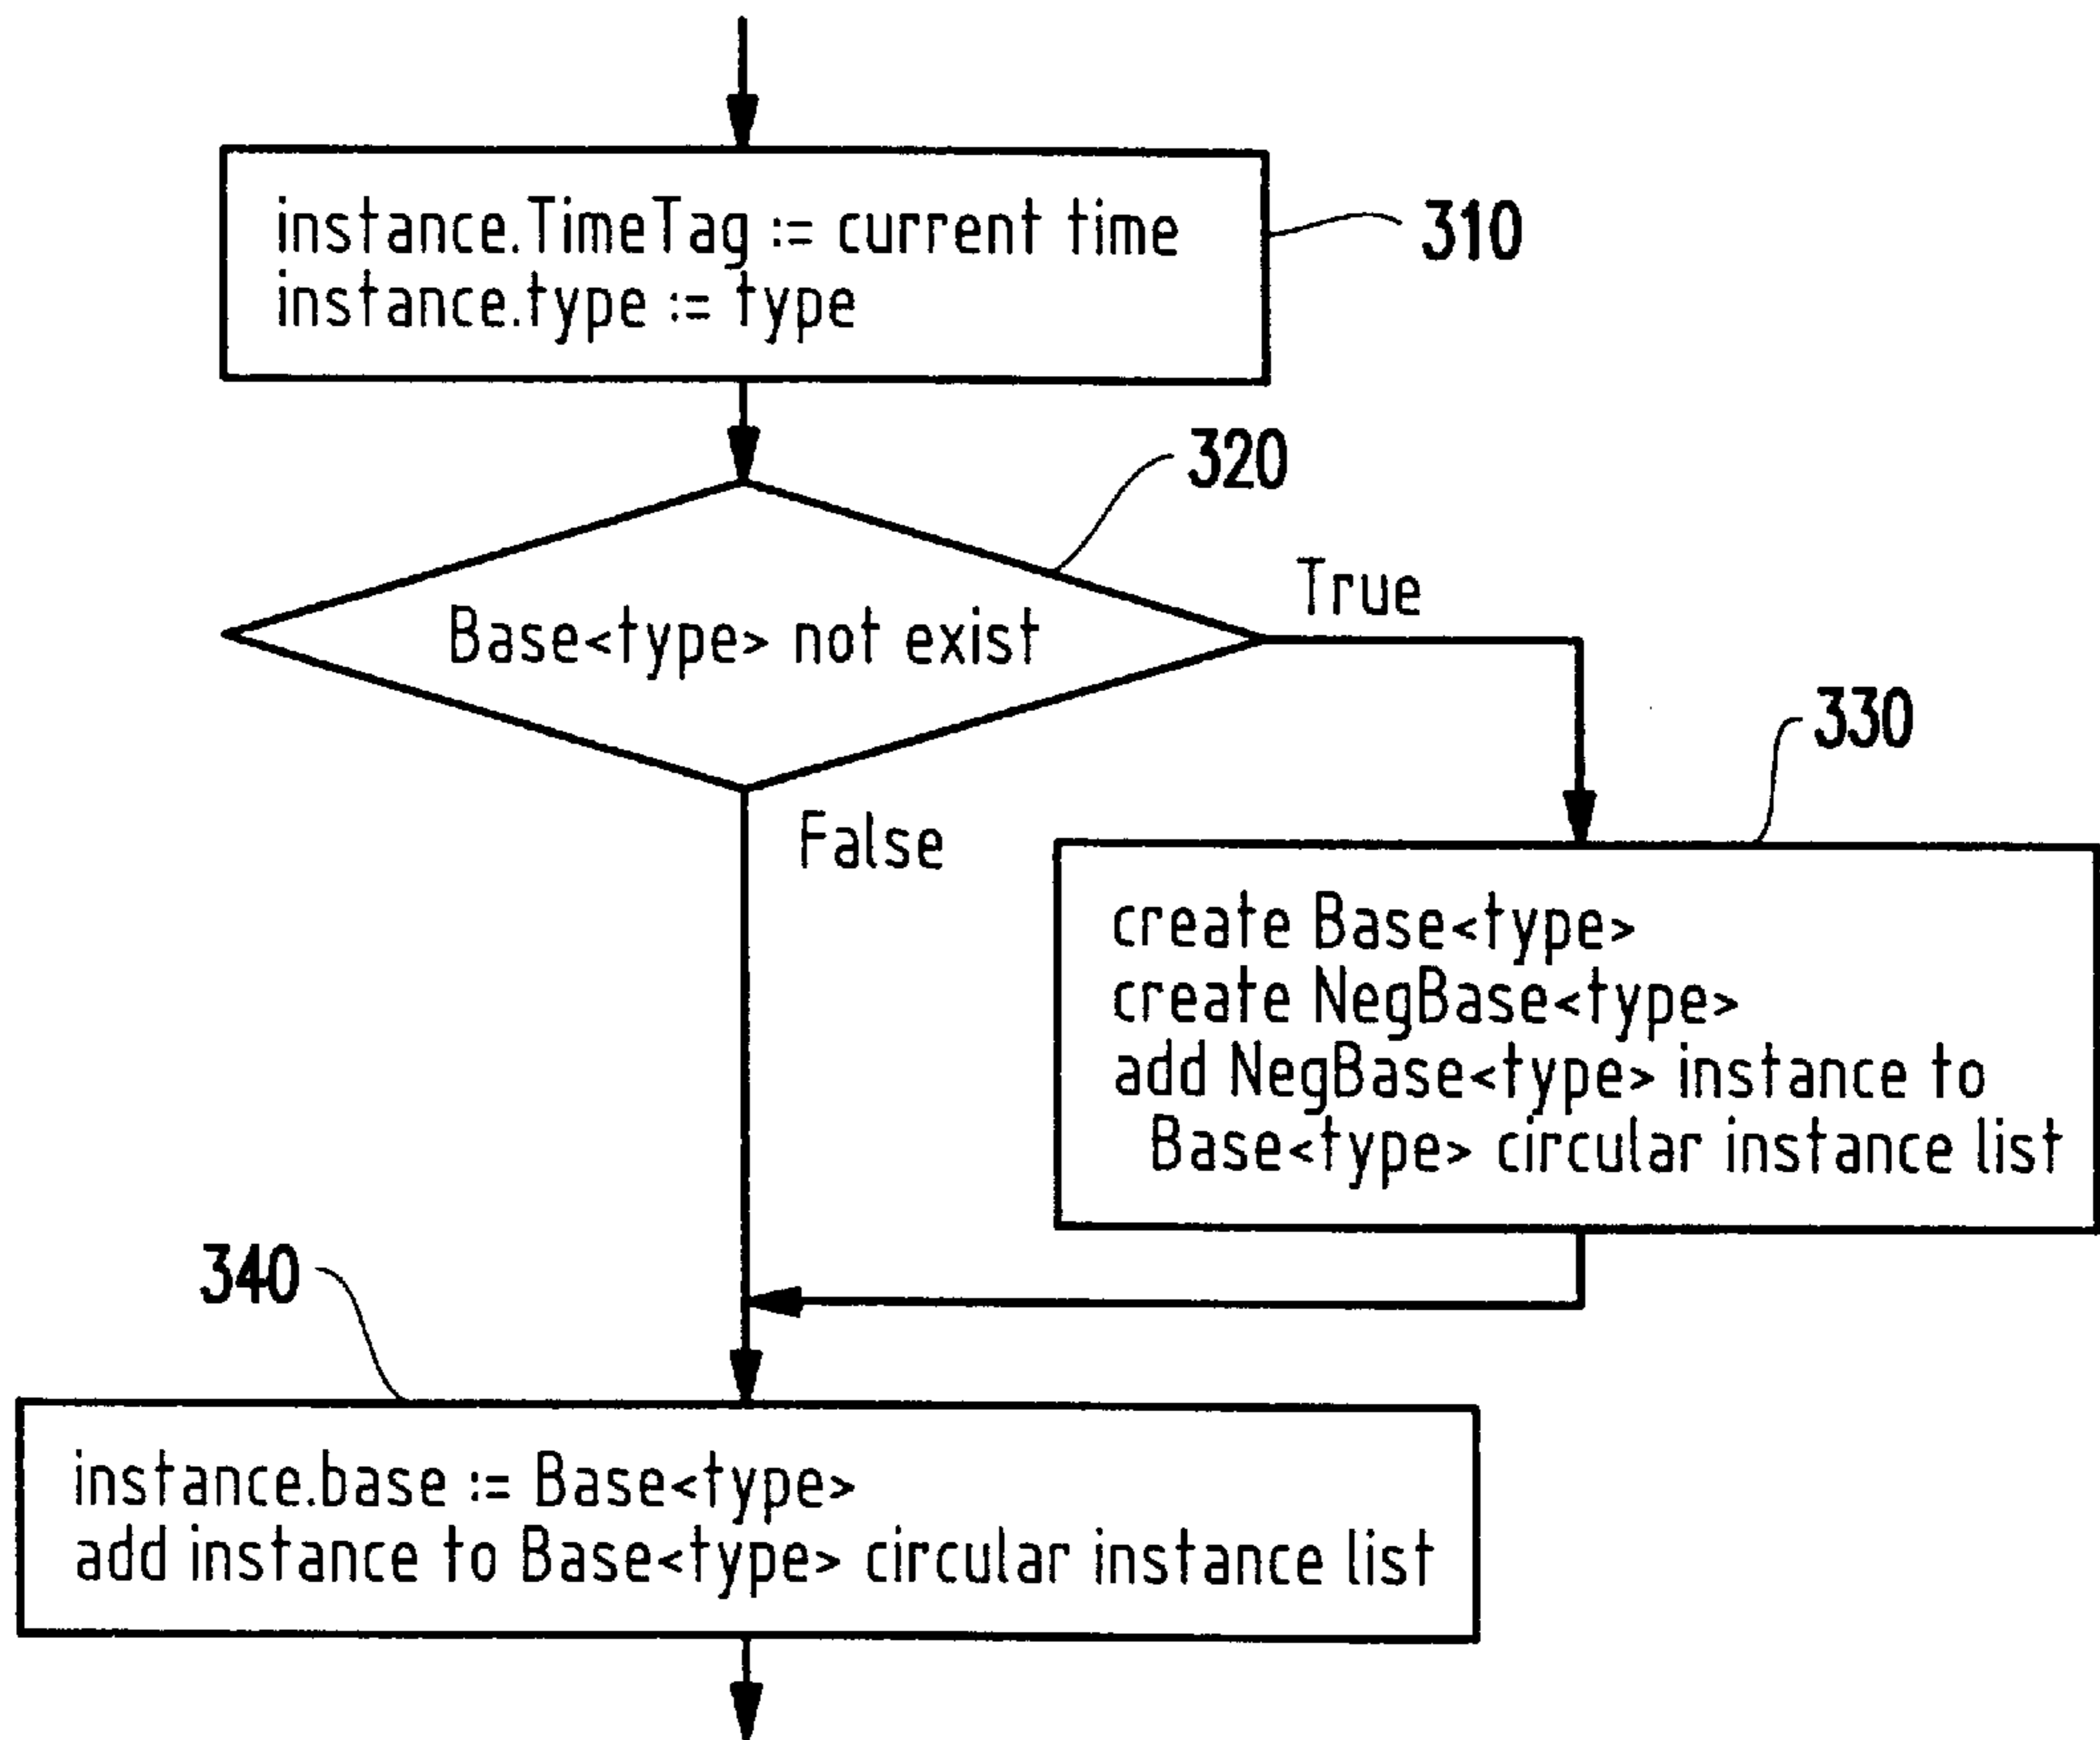 instance.TimeTag := current time
instance.type := type
310
320
Base<type> not exist
True
False
330
create Base<type>
create NegBase<type>
add NegBase<type> instance to
Base<type> circular instance list
340
instance.base := Base<type>
add instance to Base<type> circular instance list